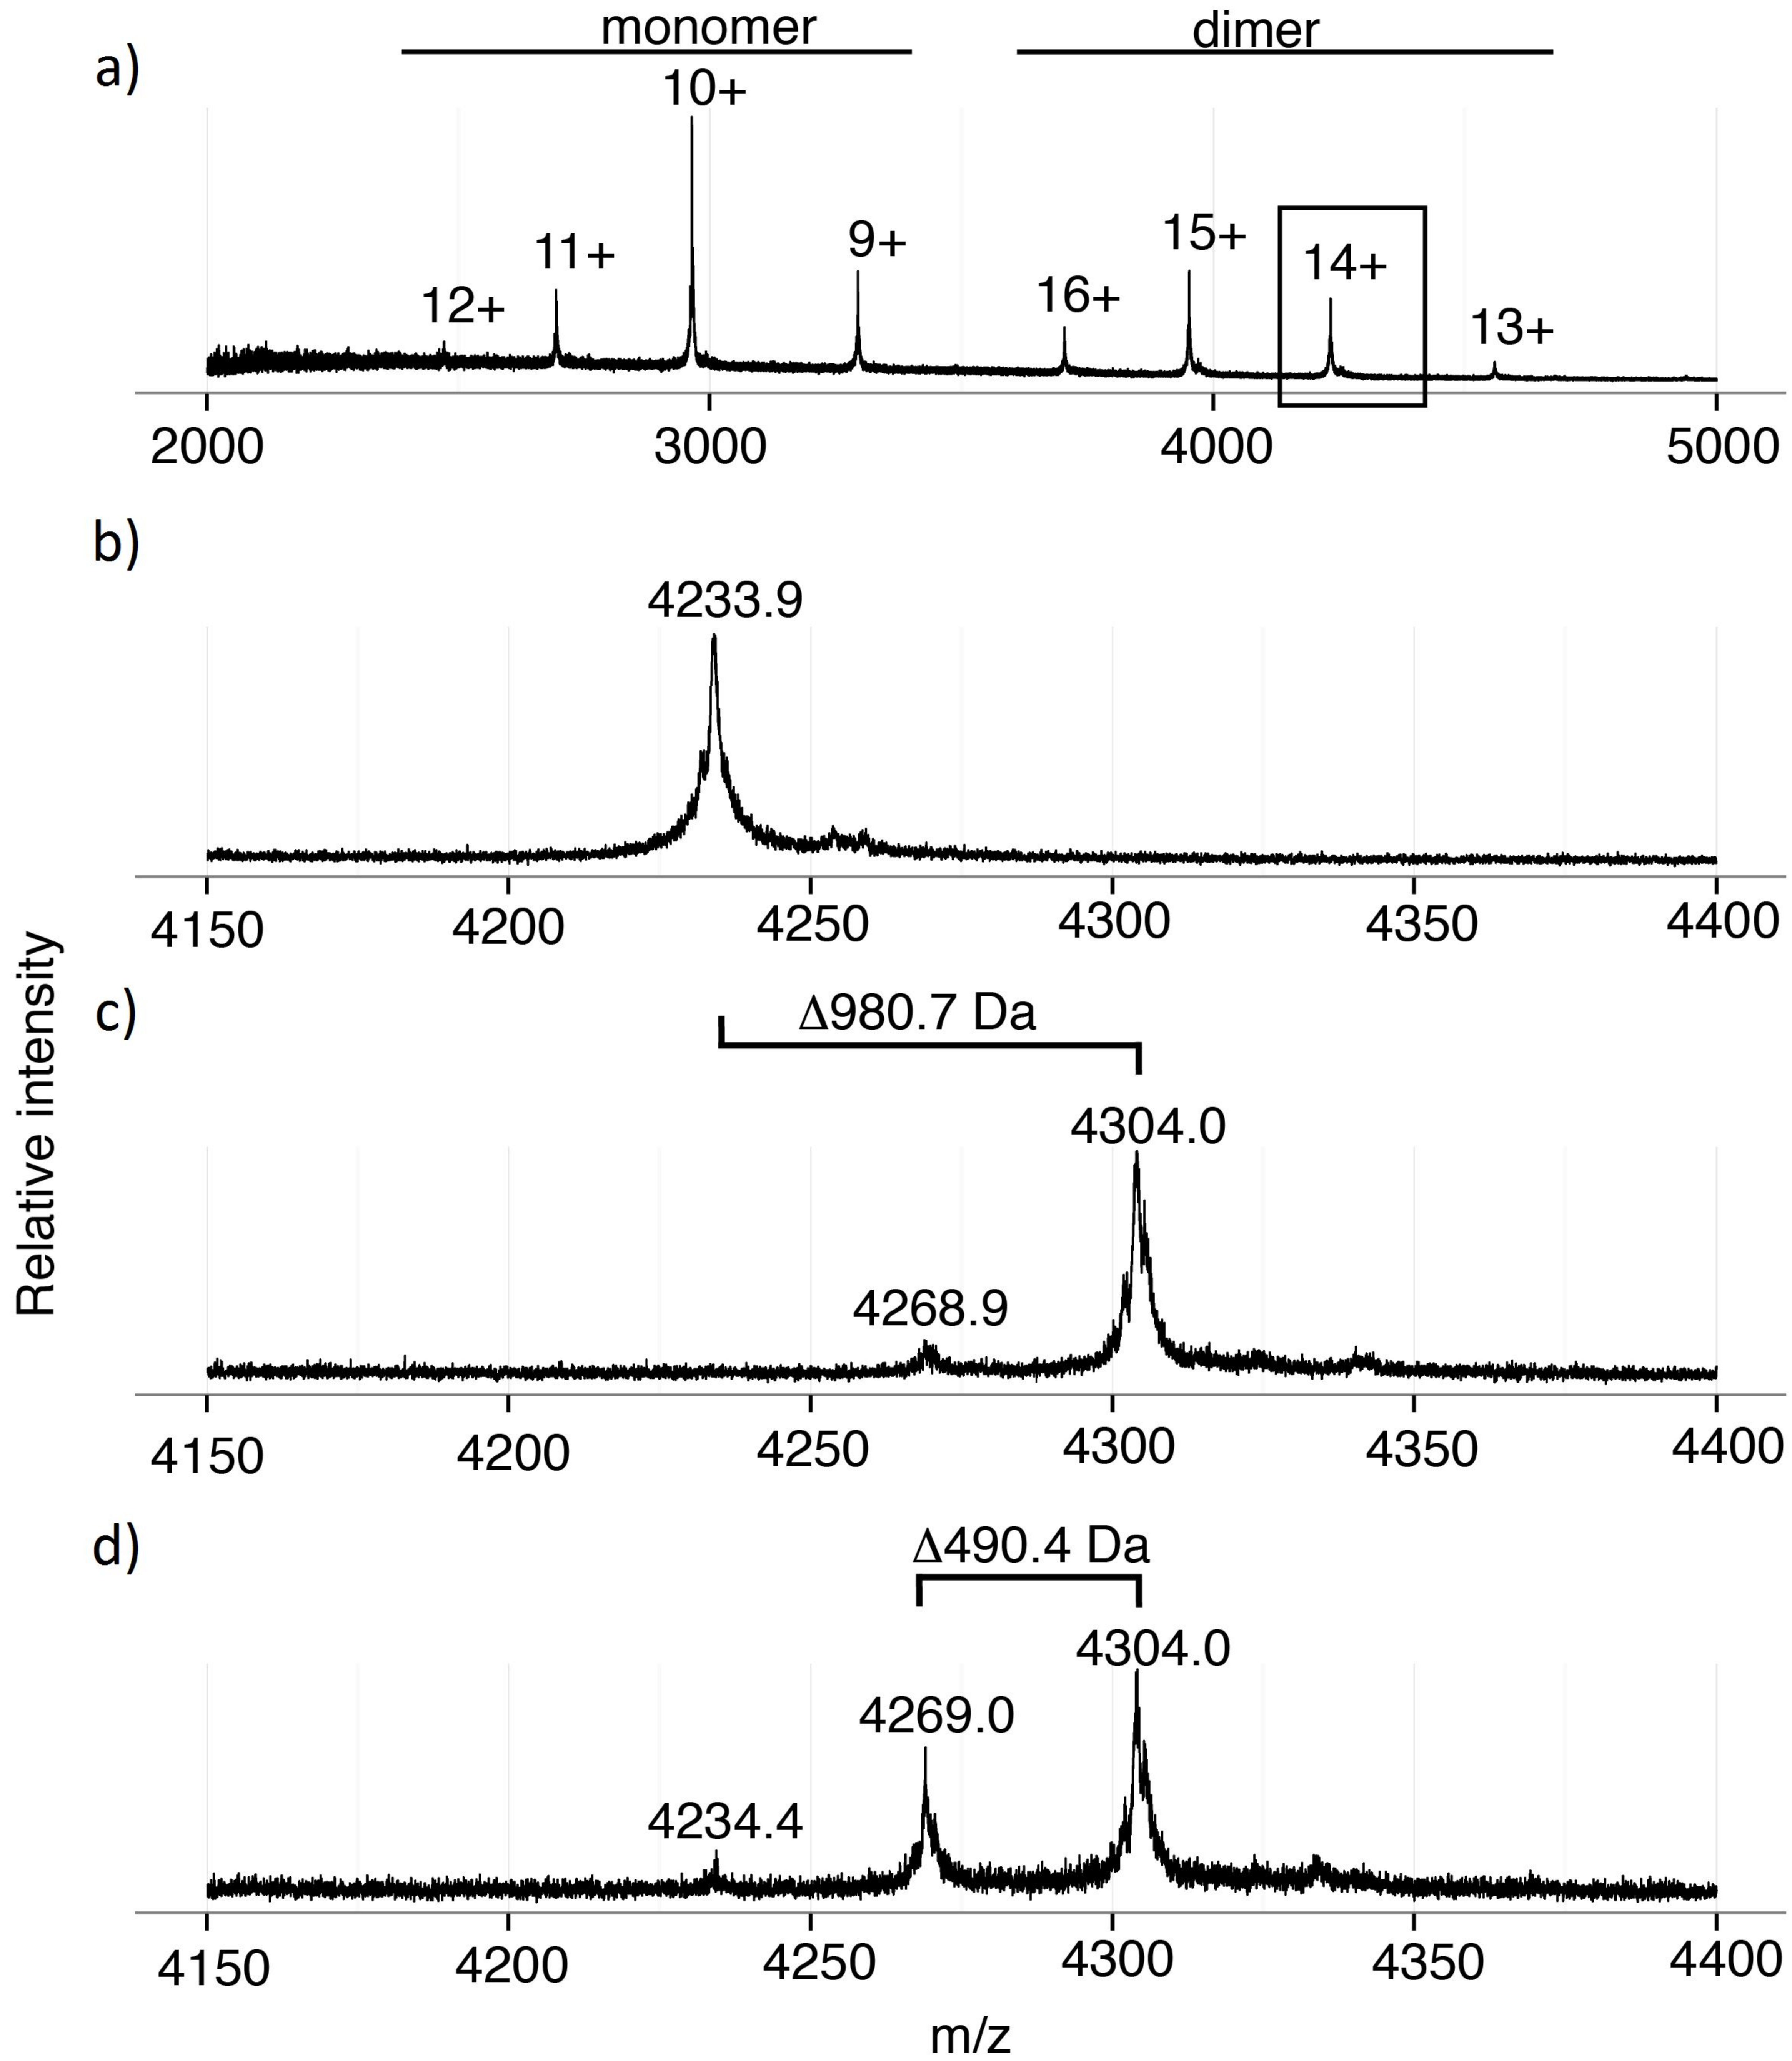 monomer dimer
a)
10+
11+ 9+ 15+ 14+
12+ 16+ 13+
2000 3000 4000 5000
b)
4233.9
4150 4200 4250 4300 4350 4400
c)
Δ980.7 Da
4304.0
4268.9
4150 4200 4250 4300 4350 4400
d)
Δ490.4 Da
4304.0
4269.0
4234.4
4150 4200 4250 4300 4350 4400
m/z
Relative intensity